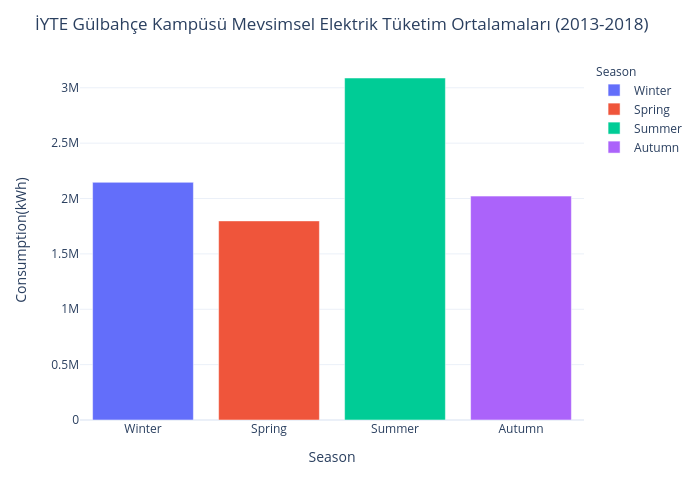 İYTE Gülbahçe Kampüsü Mevsimsel Elektrik Tüketim Ortalamaları (2013-2018)
Season
Winter
Spring
Summer
Autumn
3M
2.5M
2M
1.5M
1M
0.5M
0
Consumption(kWh)
Winter Spring Summer Autumn
Season